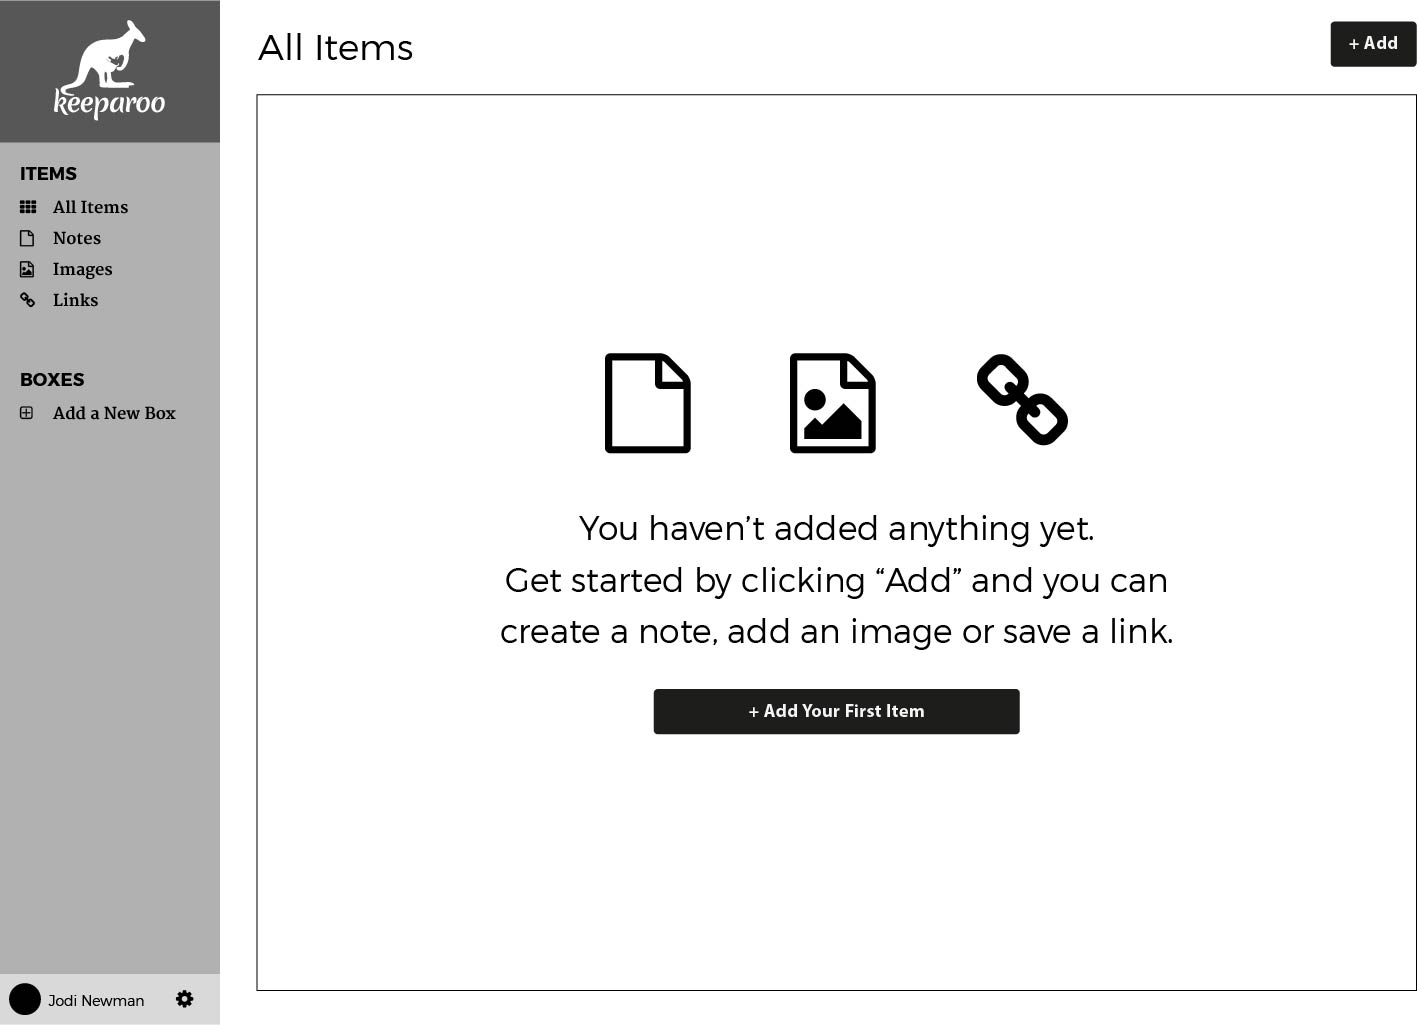 keeparoo
ITEMS
All Items
Notes
Images
Links
BOXES
Add a New Box
Jodi Newman
All Items
+ Add
You haven’t added anything yet.
Get started by clicking “Add” and you can
create a note, add an image or save a link.
+ Add Your First Item